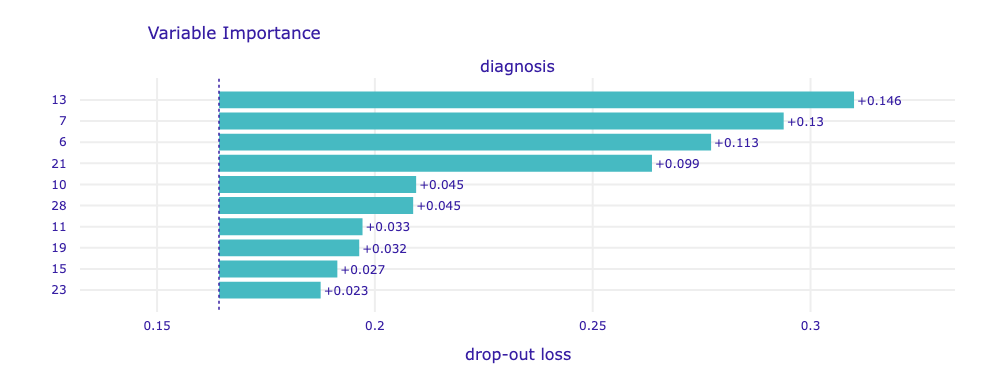 Variable Importance
diagnosis
13 +0.146
7 +0.13
6 +0.113
21 +0.099
10 +0.045
28 +0.045
11 +0.033
19 +0.032
15 +0.027
23 +0.023
0.15 0.2 0.25 0.3
drop-out loss